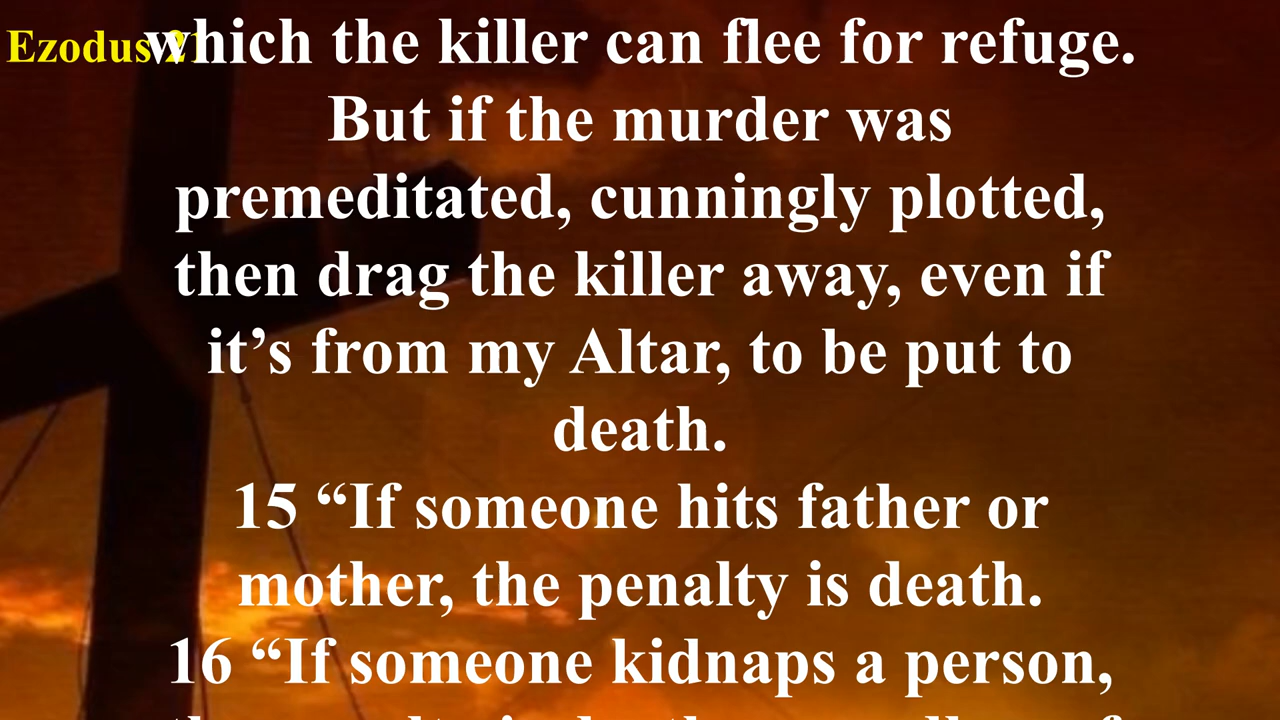 Ezodus 21
which the killer can flee for refuge.
But if the murder was
premeditated, cunningly plotted,
then drag the killer away, even if
it’s from my Altar, to be put to
death.
15 “If someone hits father or
mother, the penalty is death.
16 “If someone kidnaps a person,